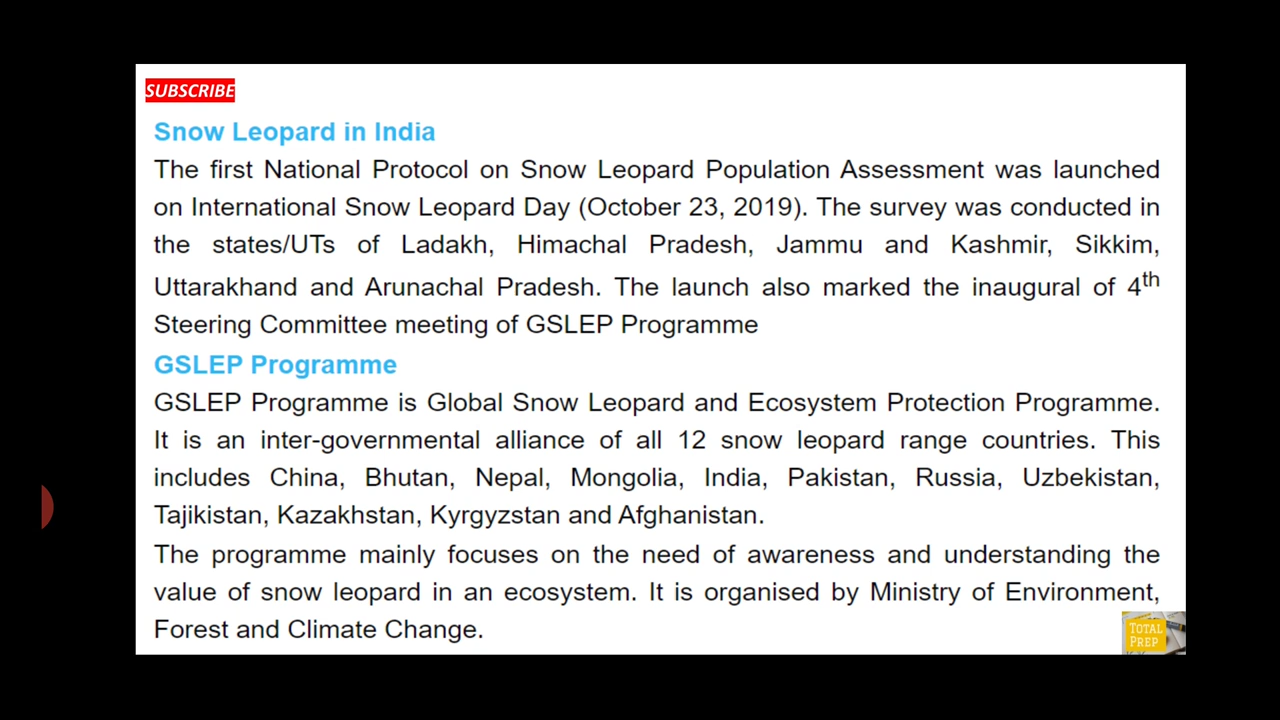 SUBSCRIBE
Snow Leopard in India
The first National Protocol on Snow Leopard Population Assessment was launched
on International Snow Leopard Day (October 23, 2019). The survey was conducted in
the states/UTs of Ladakh, Himachal Pradesh, Jammu and Kashmir, Sikkim,
Uttarakhand and Arunachal Pradesh. The launch also marked the inaugural of 4th
Steering Committee meeting of GSLEP Programme
GSLEP Programme
GSLEP Programme is Global Snow Leopard and Ecosystem Protection Programme.
It is an inter-governmental alliance of all 12 snow leopard range countries. This
includes China, Bhutan, Nepal, Mongolia, India, Pakistan, Russia, Uzbekistan,
Tajikistan, Kazakhstan, Kyrgyzstan and Afghanistan.
The programme mainly focuses on the need of awareness and understanding the
value of snow leopard in an ecosystem. It is organised by Ministry of Environment,
Forest and Climate Change.
TOTAL
PREP